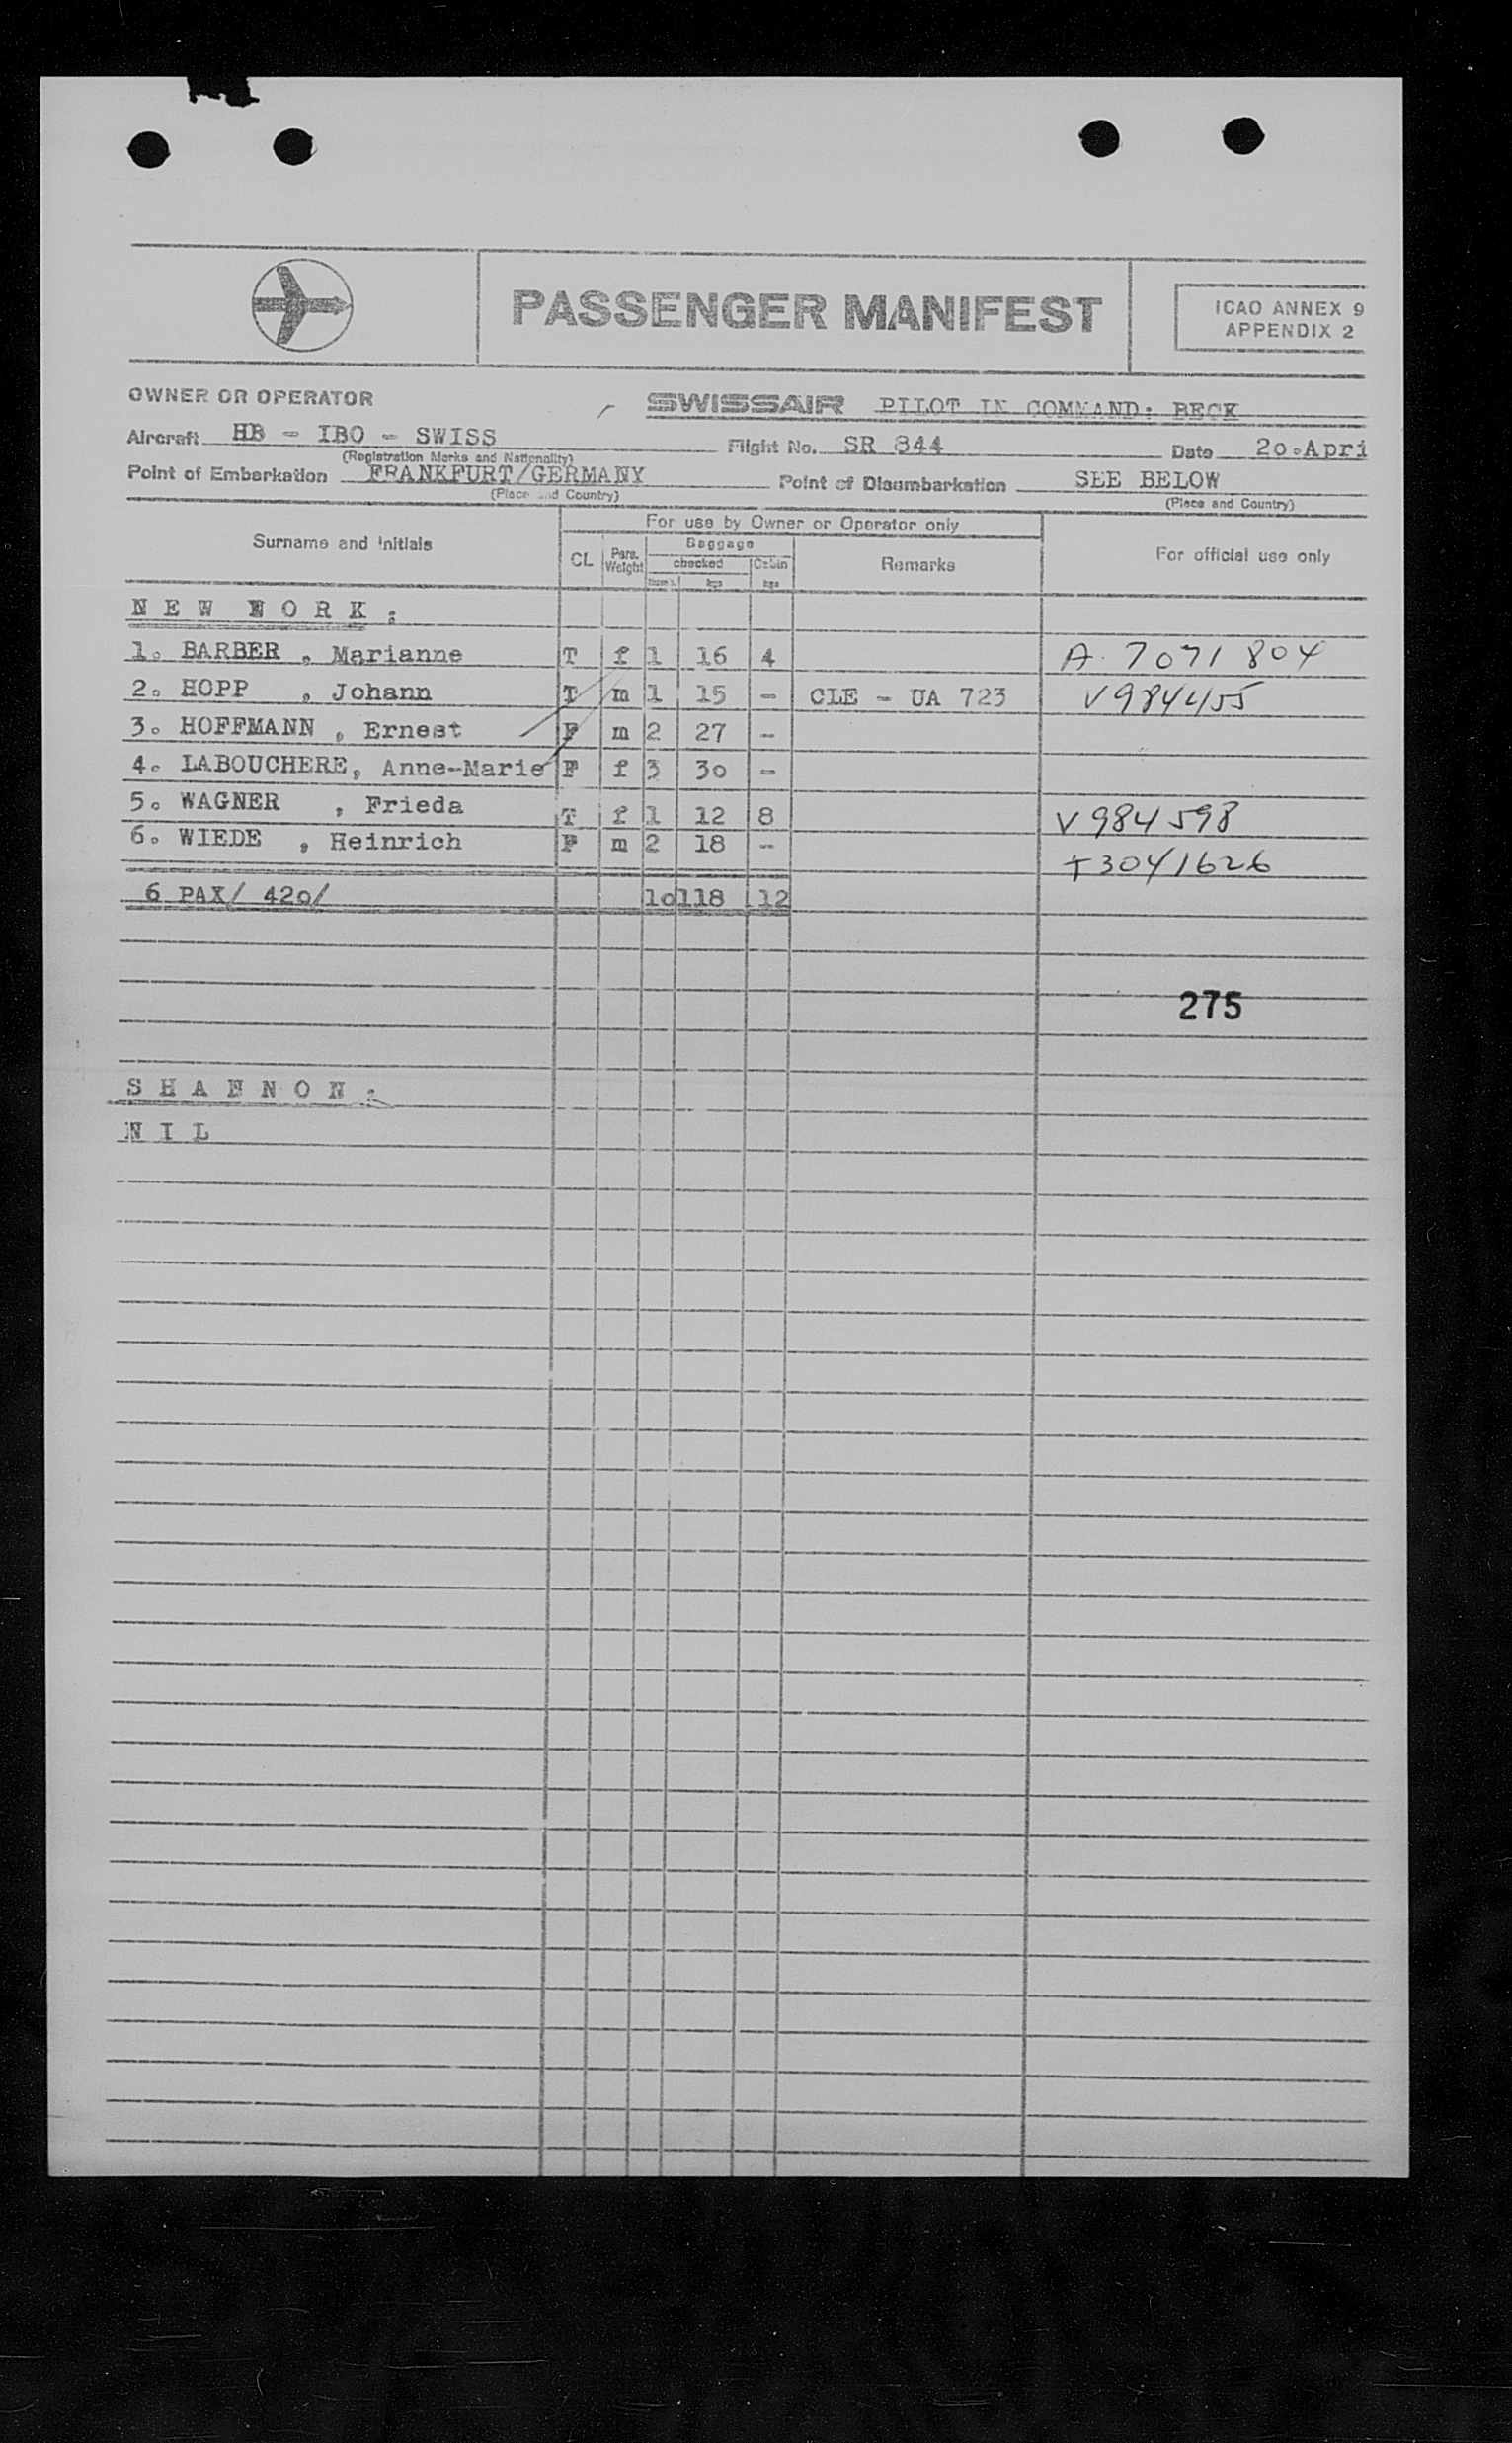 PASSENGER MANIFEST
ICAO ANNEX 9
APPENDIX 2
OWNER OR OPERATOR
SWISSAIR PILOT IN COMMAND: BECK
Aircraft HB - IBO - SWISS Flight No. SR 844 Date 20.Apri
(Registration Marks and Nationality)
Point of Embarkation FRANKFURT/GERMANY Point of Disembarkation SEE BELOW
(Place and Country) (Place and Country)
For use by Owner or Operator only
Surname and Initials CL Pers. Weight Baggage checked Cabin Remarks For official use only
kgs kgs
NEW YORK:
1. BARBER , Marianne T f 1 16 4 A. 7071804
2. HOPP , Johann T m 1 15 - CLE - UA 723 V984455
3. HOFFMANN , Ernest F m 2 27 -
4. LABOUCHERE, Anne-Marie F f 3 30 -
5. WAGNER , Frieda T f 1 12 8 V984598
6. WIEDE , Heinrich F m 2 18 - T3041626
6 PAX/ 420/ 10 118 12
275
SHANNON:
NIL